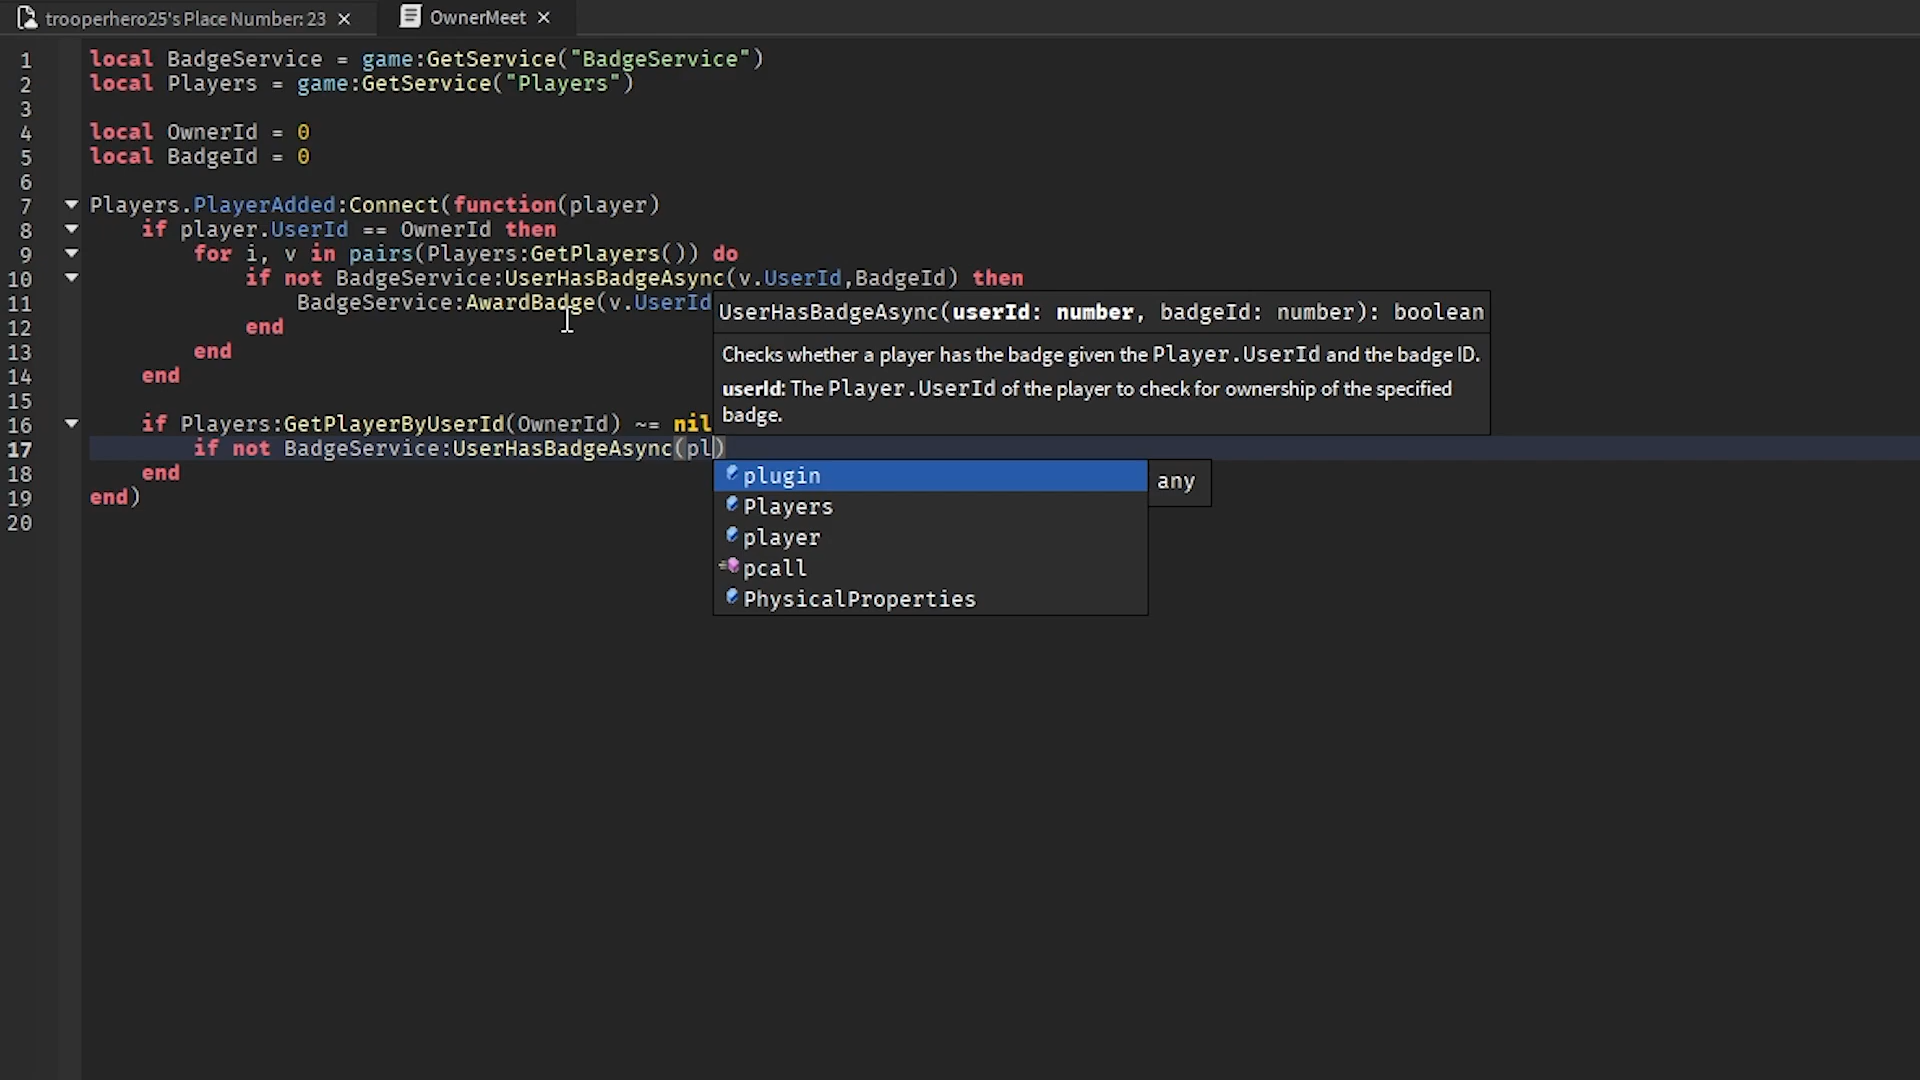 trooperhero25's Place Number: 23 × OwnerMeet ×
1 local BadgeService = game:GetService("BadgeService")
2 local Players = game:GetService("Players")
3
4 local OwnerId = 0
5 local BadgeId = 0
6
7 Players.PlayerAdded:Connect(function(player)
8 if player.UserId == OwnerId then
9 for i, v in pairs(Players:GetPlayers()) do
10 if not BadgeService:UserHasBadgeAsync(v.UserId,BadgeId) then
11 BadgeService:AwardBadge(v.UserId
12 end
13 end
14 end
15
16 if Players:GetPlayerByUserId(OwnerId) ~= nil
17 if not BadgeService:UserHasBadgeAsync(pl)
18 end
19 end)
20
UserHasBadgeAsync(userId: number, badgeId: number): boolean
Checks whether a player has the badge given the Player.UserId and the badge ID.
userId: The Player.UserId of the player to check for ownership of the specified
badge.
plugin any
Players
player
pcall
PhysicalProperties